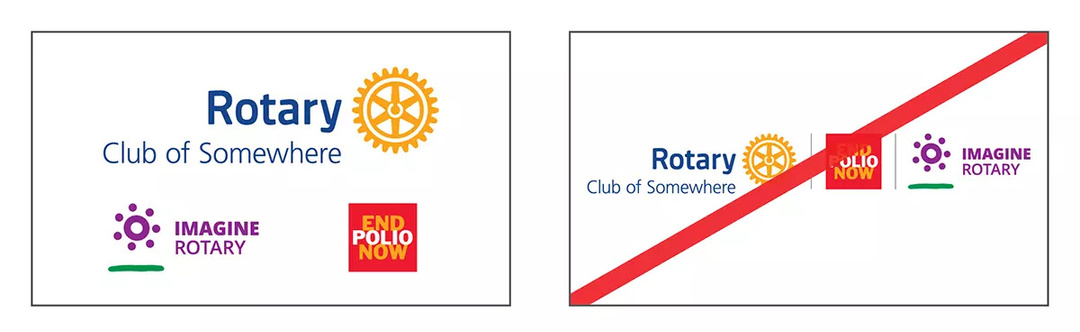 Rotary
Club of Somewhere
IMAGINE
ROTARY
END
POLIO
NOW
Rotary
Club of Somewhere
END
POLIO
NOW
IMAGINE
ROTARY